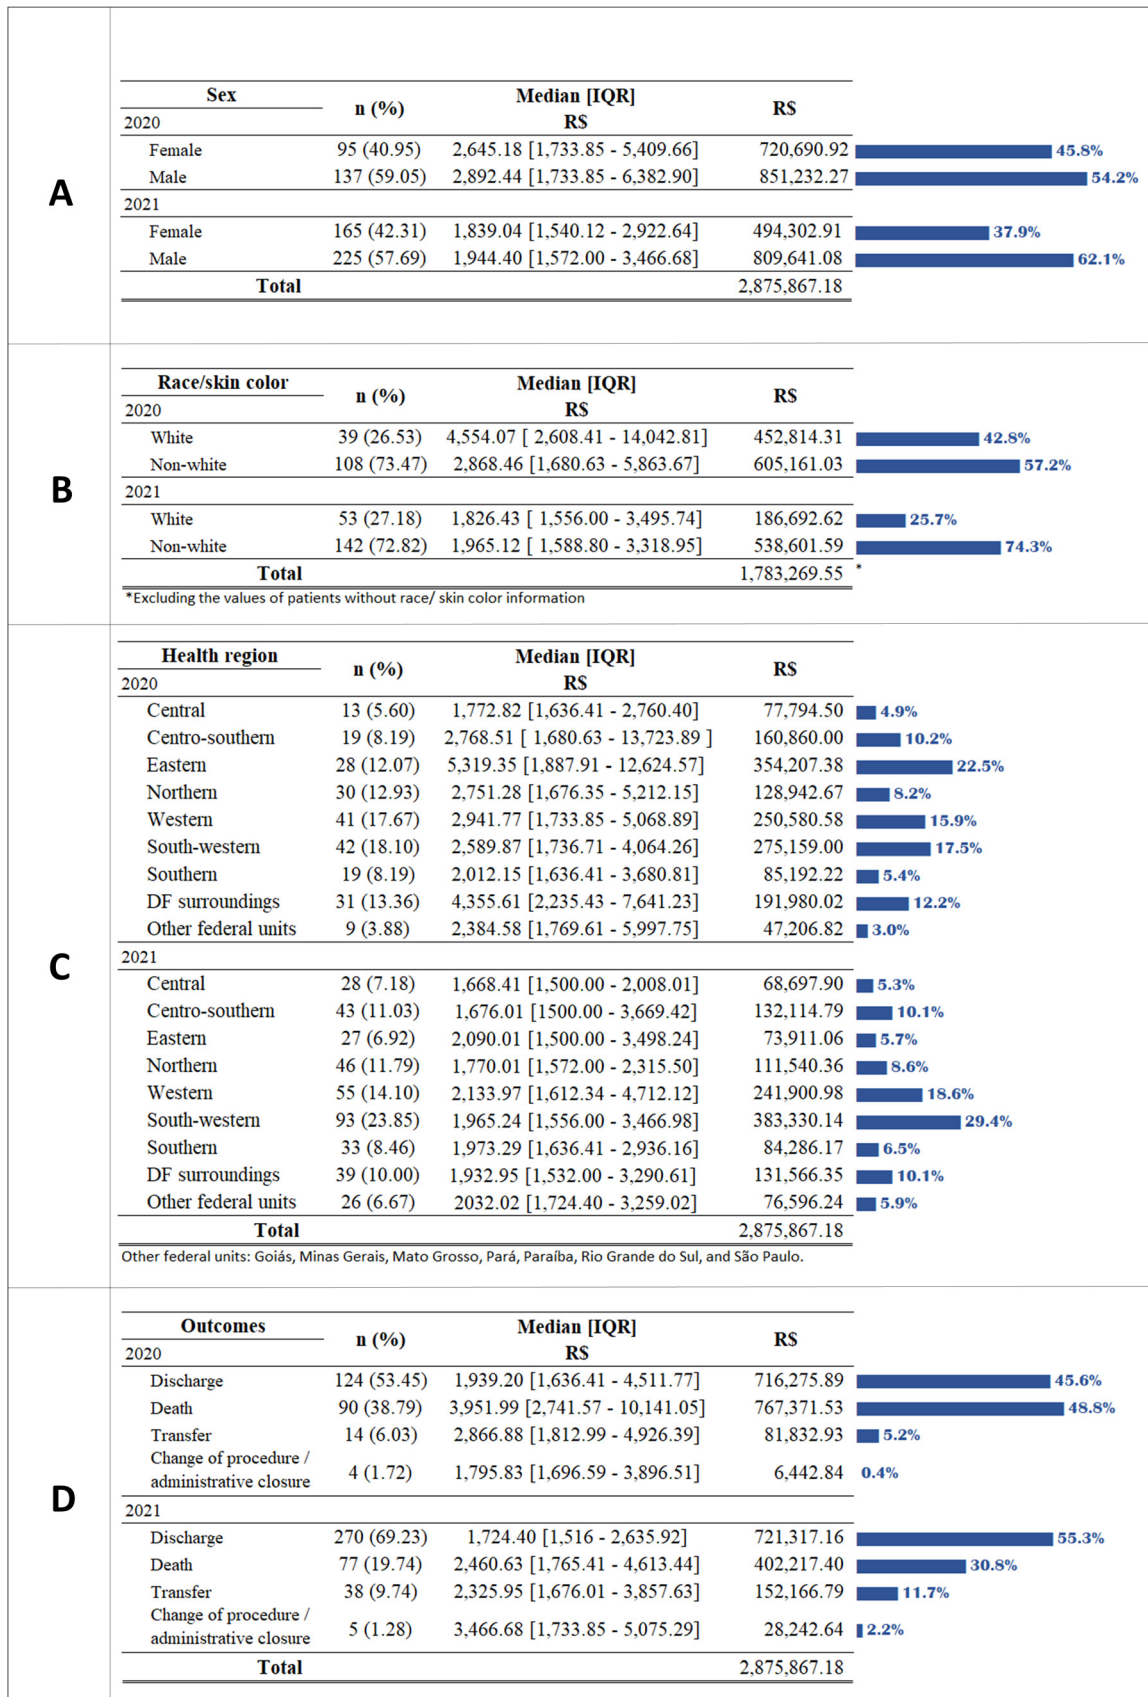 A
Sex n (%) Median [IQR] R$ R$
2020
Female 95 (40.95) 2,645.18 [1,733.85 - 5,409.66] 720,690.92 45.8%
Male 137 (59.05) 2,892.44 [1,733.85 - 6,382.90] 851,232.27 54.2%
2021
Female 165 (42.31) 1,839.04 [1,540.12 - 2,922.64] 494,302.91 37.9%
Male 225 (57.69) 1,944.40 [1,572.00 - 3,466.68] 809,641.08 62.1%
Total 2,875,867.18
B
Race/skin color n (%) Median [IQR] R$ R$
2020
White 39 (26.53) 4,554.07 [ 2,608.41 - 14,042.81] 452,814.31 42.8%
Non-white 108 (73.47) 2,868.46 [1,680.63 - 5,863.67] 605,161.03 57.2%
2021
White 53 (27.18) 1,826.43 [ 1,556.00 - 3,495.74] 186,692.62 25.7%
Non-white 142 (72.82) 1,965.12 [ 1,588.80 - 3,318.95] 538,601.59 74.3%
Total 1,783,269.55 *
*Excluding the values of patients without race/ skin color information
C
Health region n (%) Median [IQR] R$ R$
2020
Central 13 (5.60) 1,772.82 [1,636.41 - 2,760.40] 77,794.50 4.9%
Centro-southern 19 (8.19) 2,768.51 [ 1,680.63 - 13,723.89 ] 160,860.00 10.2%
Eastern 28 (12.07) 5,319.35 [1,887.91 - 12,624.57] 354,207.38 22.5%
Northern 30 (12.93) 2,751.28 [1,676.35 - 5,212.15] 128,942.67 8.2%
Western 41 (17.67) 2,941.77 [1,733.85 - 5,068.89] 250,580.58 15.9%
South-western 42 (18.10) 2,589.87 [1,736.71 - 4,064.26] 275,159.00 17.5%
Southern 19 (8.19) 2,012.15 [1,636.41 - 3,680.81] 85,192.22 5.4%
DF surroundings 31 (13.36) 4,355.61 [2,235.43 - 7,641.23] 191,980.02 12.2%
Other federal units 9 (3.88) 2,384.58 [1,769.61 - 5,997.75] 47,206.82 3.0%
2021
Central 28 (7.18) 1,668.41 [1,500.00 - 2,008.01] 68,697.90 5.3%
Centro-southern 43 (11.03) 1,676.01 [1500.00 - 3,669.42] 132,114.79 10.1%
Eastern 27 (6.92) 2,090.01 [1,500.00 - 3,498.24] 73,911.06 5.7%
Northern 46 (11.79) 1,770.01 [1,572.00 - 2,315.50] 111,540.36 8.6%
Western 55 (14.10) 2,133.97 [1,612.34 - 4,712.12] 241,900.98 18.6%
South-western 93 (23.85) 1,965.24 [1,556.00 - 3,466.98] 383,330.14 29.4%
Southern 33 (8.46) 1,973.29 [1,636.41 - 2,936.16] 84,286.17 6.5%
DF surroundings 39 (10.00) 1,932.95 [1,532.00 - 3,290.61] 131,566.35 10.1%
Other federal units 26 (6.67) 2032.02 [1,724.40 - 3,259.02] 76,596.24 5.9%
Total 2,875,867.18
Other federal units: Goiás, Minas Gerais, Mato Grosso, Pará, Paraíba, Rio Grande do Sul, and São Paulo.
D
Outcomes n (%) Median [IQR] R$ R$
2020
Discharge 124 (53.45) 1,939.20 [1,636.41 - 4,511.77] 716,275.89 45.6%
Death 90 (38.79) 3,951.99 [2,741.57 - 10,141.05] 767,371.53 48.8%
Transfer 14 (6.03) 2,866.88 [1,812.99 - 4,926.39] 81,832.93 5.2%
Change of procedure /
administrative closure 4 (1.72) 1,795.83 [1,696.59 - 3,896.51] 6,442.84 0.4%
2021
Discharge 270 (69.23) 1,724.40 [1,516 - 2,635.92] 721,317.16 55.3%
Death 77 (19.74) 2,460.63 [1,765.41 - 4,613.44] 402,217.40 30.8%
Transfer 38 (9.74) 2,325.95 [1,676.01 - 3,857.63] 152,166.79 11.7%
Change of procedure /
administrative closure 5 (1.28) 3,466.68 [1,733.85 - 5,075.29] 28,242.64 2.2%
Total 2,875,867.18